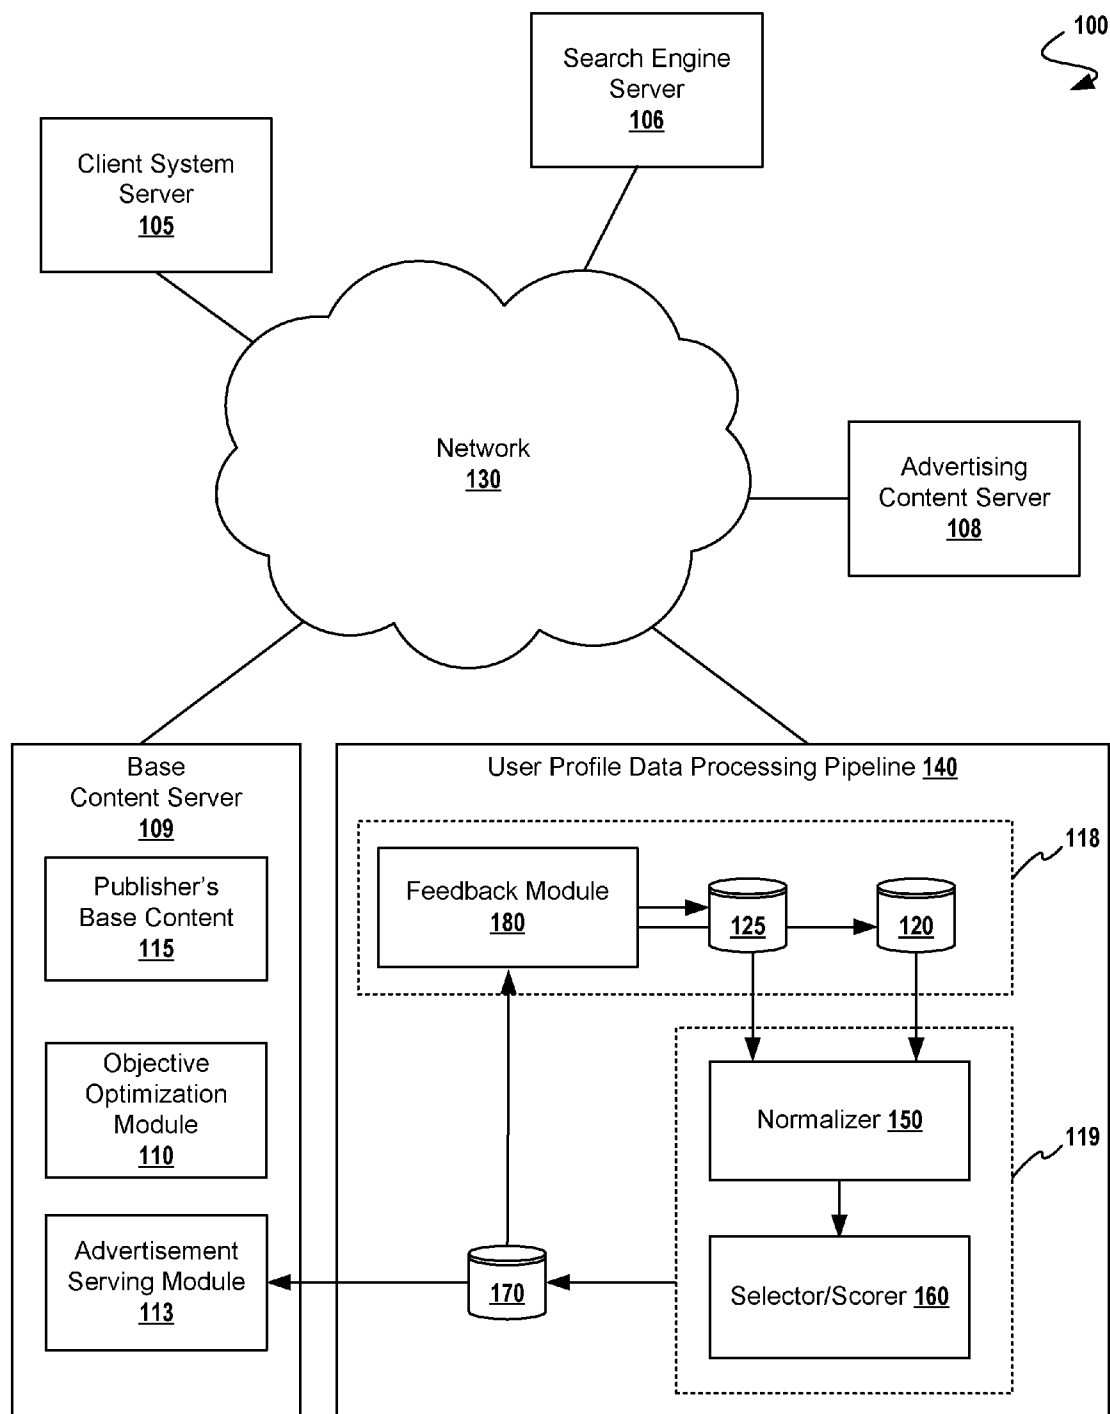 100
Search Engine
Server
106
Client System
Server
105
Network
130
Advertising
Content Server
108
Base
Content Server
109
Publisher's
Base Content
115
Objective
Optimization
Module
110
Advertisement
Serving Module
113
User Profile Data Processing Pipeline 140
118
Feedback Module
180
125
120
Normalizer 150
119
Selector/Scorer 160
170